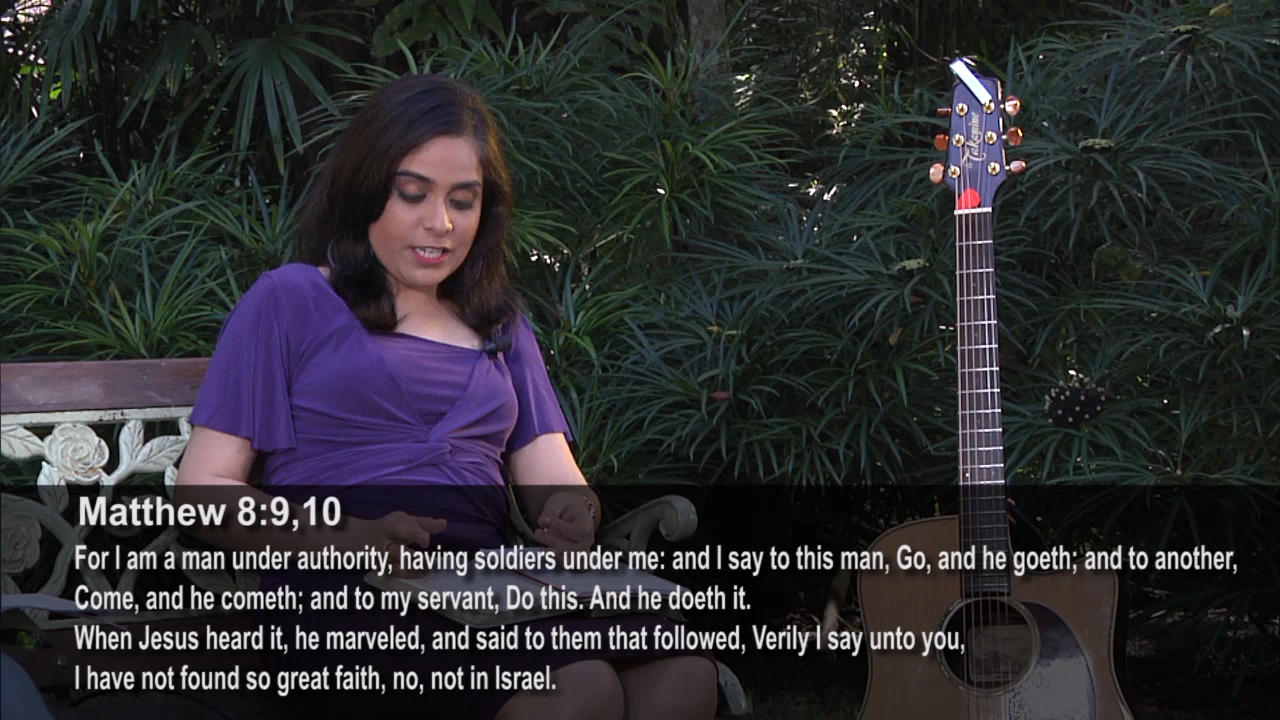 Takamine
Matthew 8:9,10
For I am a man under authority, having soldiers under me: and I say to this man, Go, and he goeth; and to another,
Come, and he cometh; and to my servant, Do this. And he doeth it.
When Jesus heard it, he marveled, and said to them that followed, Verily I say unto you,
I have not found so great faith, no, not in Israel.